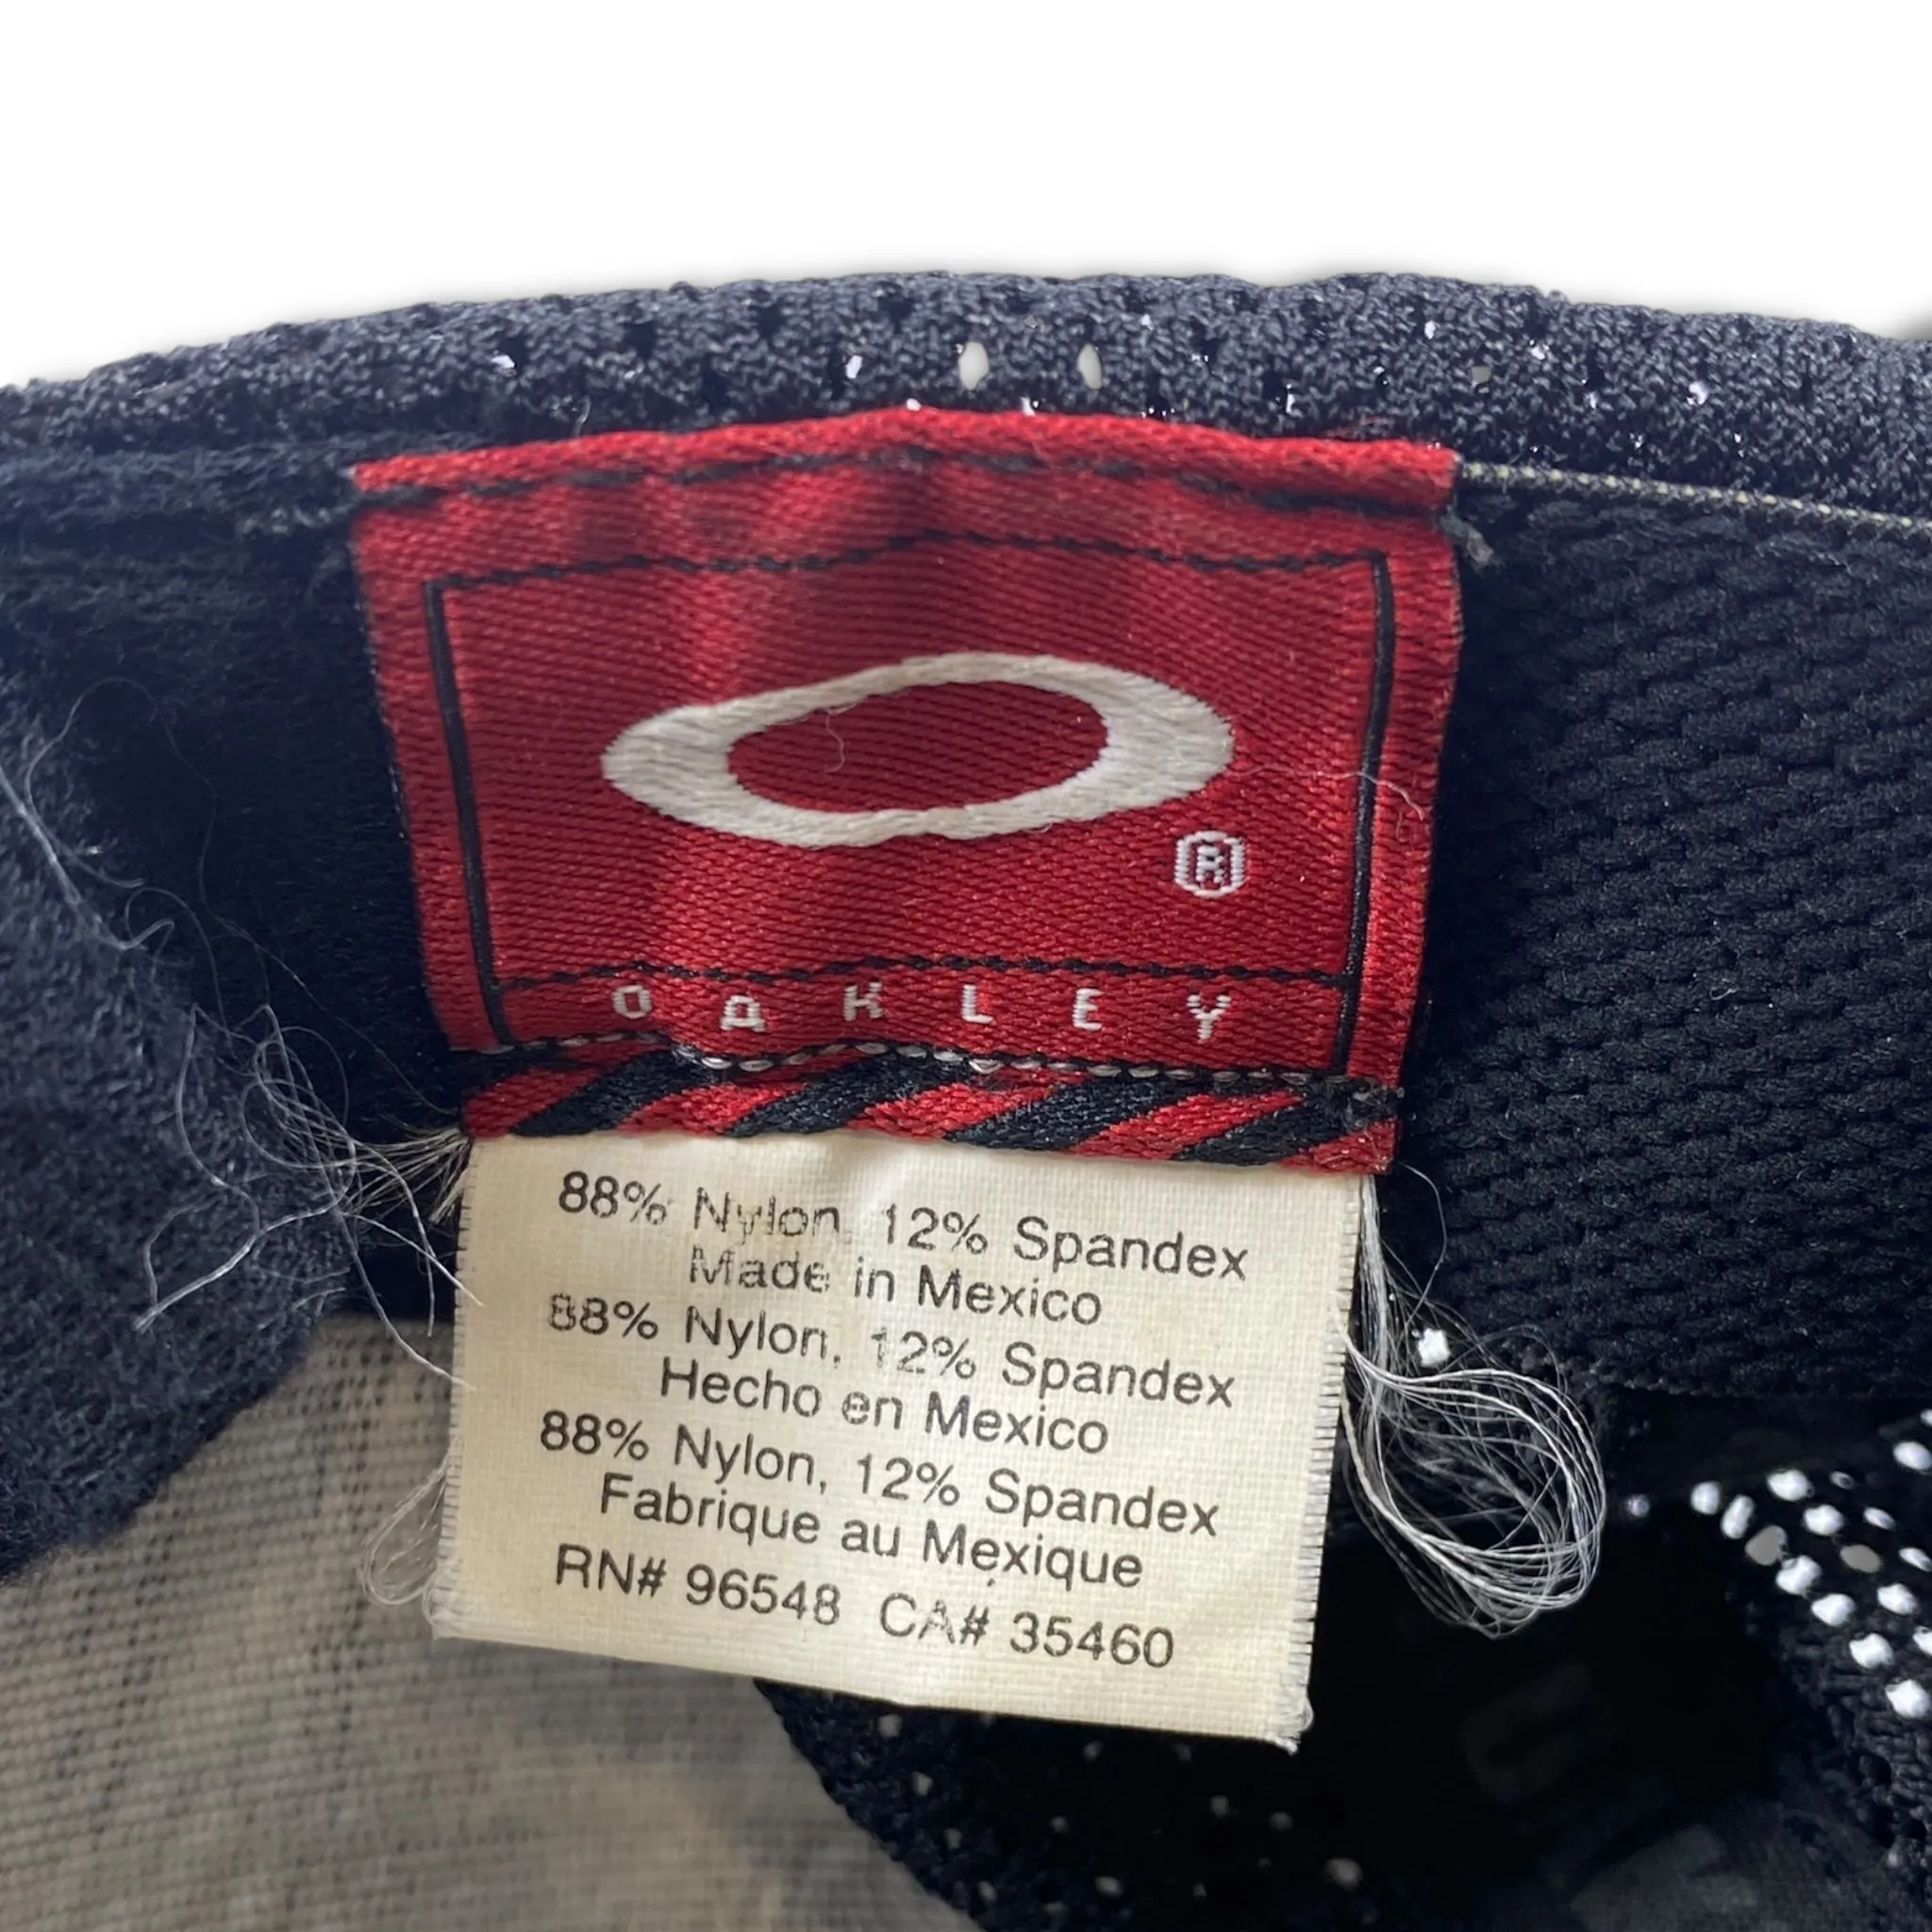 ®
OAKLEY
88% Nylon, 12% Spandex
Made in Mexico
88% Nylon, 12% Spandex
Hecho en Mexico
88% Nylon, 12% Spandex
Fabrique au Mexique
RN# 96548 CA# 35460